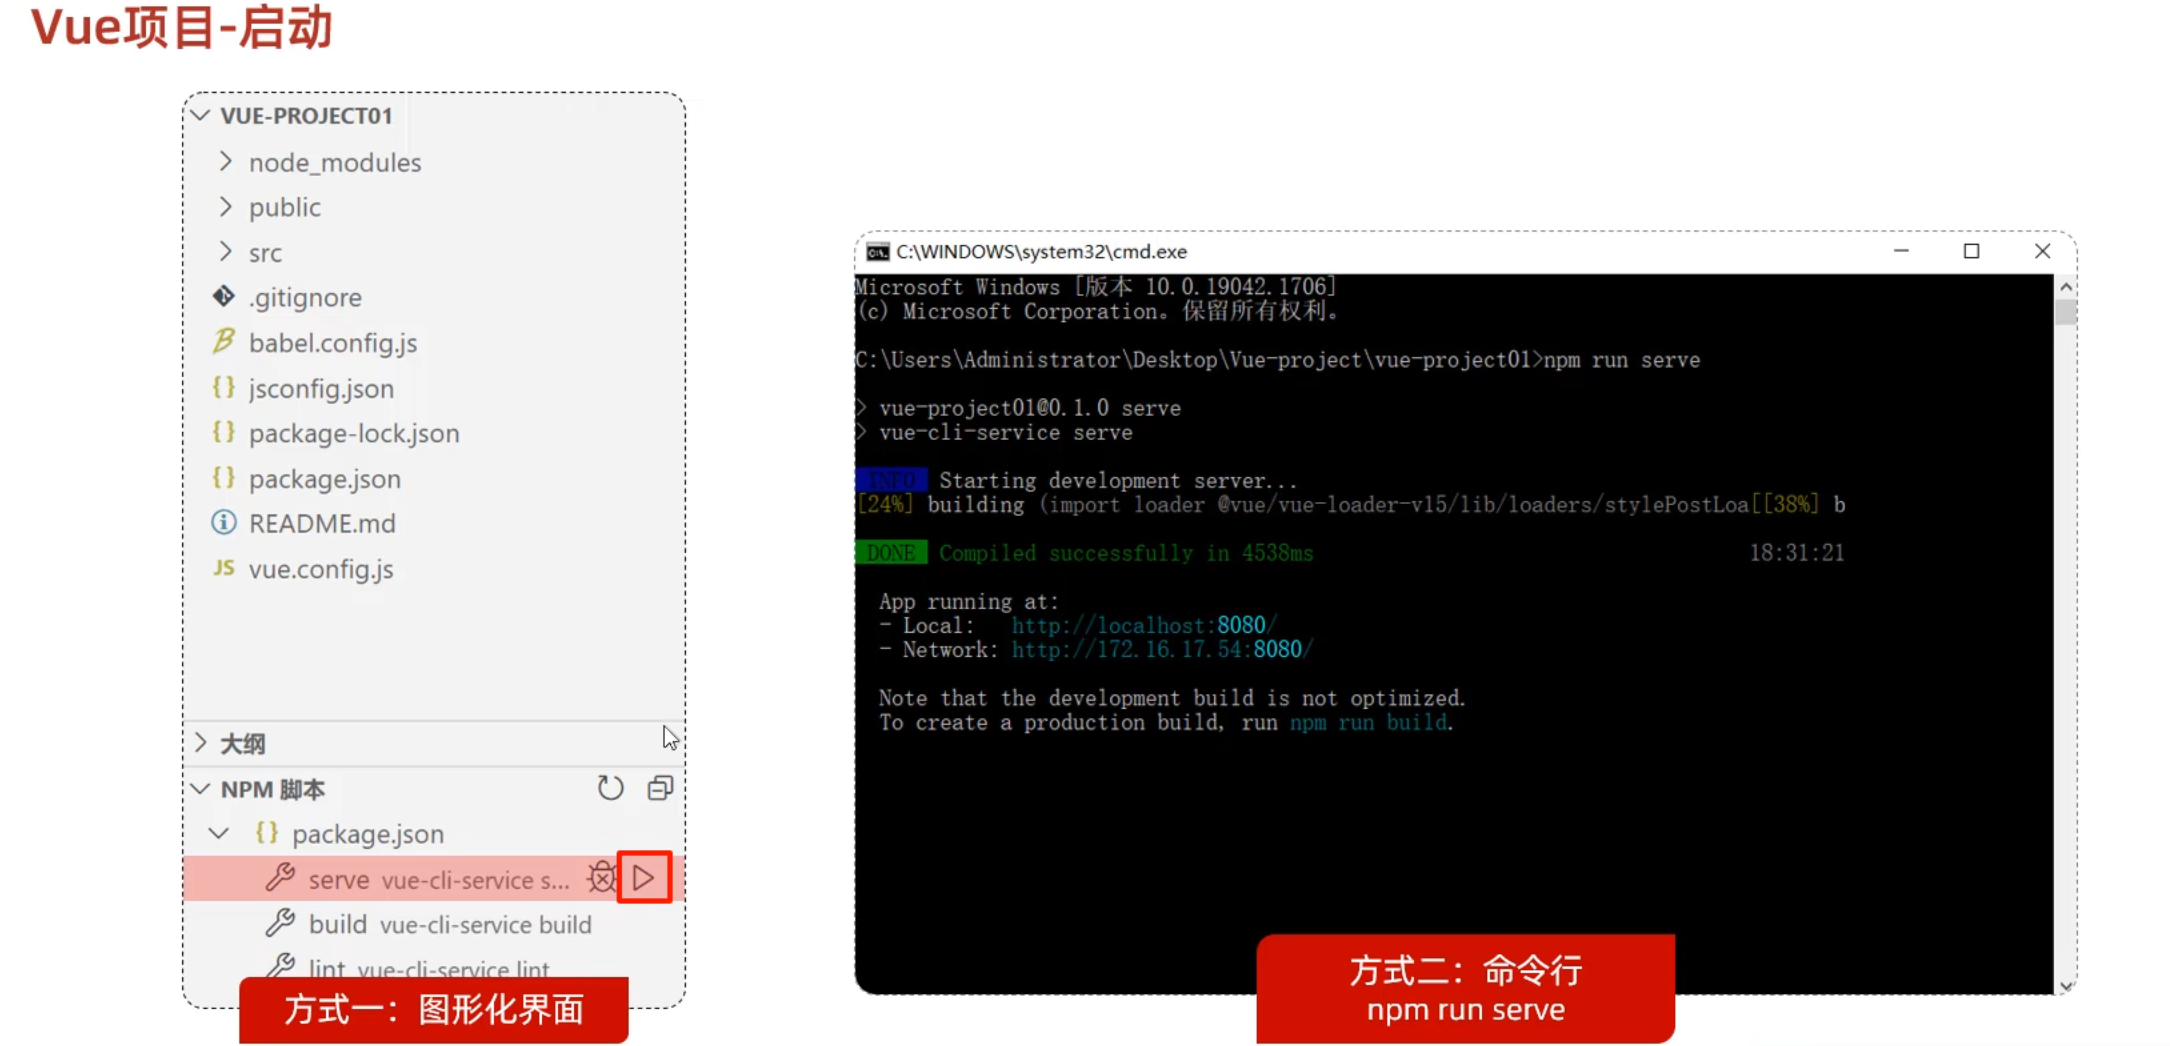 Vue项目-启动
VUE-PROJECT01
node_modules
public
src
.gitignore
babel.config.js
jsconfig.json
package-lock.json
package.json
README.md
JS vue.config.js
大纲
NPM 脚本
package.json
serve vue-cli-service s...
build vue-cli-service build
lint vue-cli-service lint
方式一：图形化界面
C:\WINDOWS\system32\cmd.exe
Microsoft Windows [版本 10.0.19042.1706]
(c) Microsoft Corporation。保留所有权利。
C:\Users\Administrator\Desktop\Vue-project\vue-project01>npm run serve
> vue-project01@0.1.0 serve
> vue-cli-service serve
INFO Starting development server...
[24%] building (import loader @vue/vue-loader-v15/lib/loaders/stylePostLoa[[38%] b
DONE Compiled successfully in 4538ms 18:31:21
App running at:
- Local: http://localhost:8080/
- Network: http://172.16.17.54:8080/
Note that the development build is not optimized.
To create a production build, run npm run build.
方式二：命令行
npm run serve